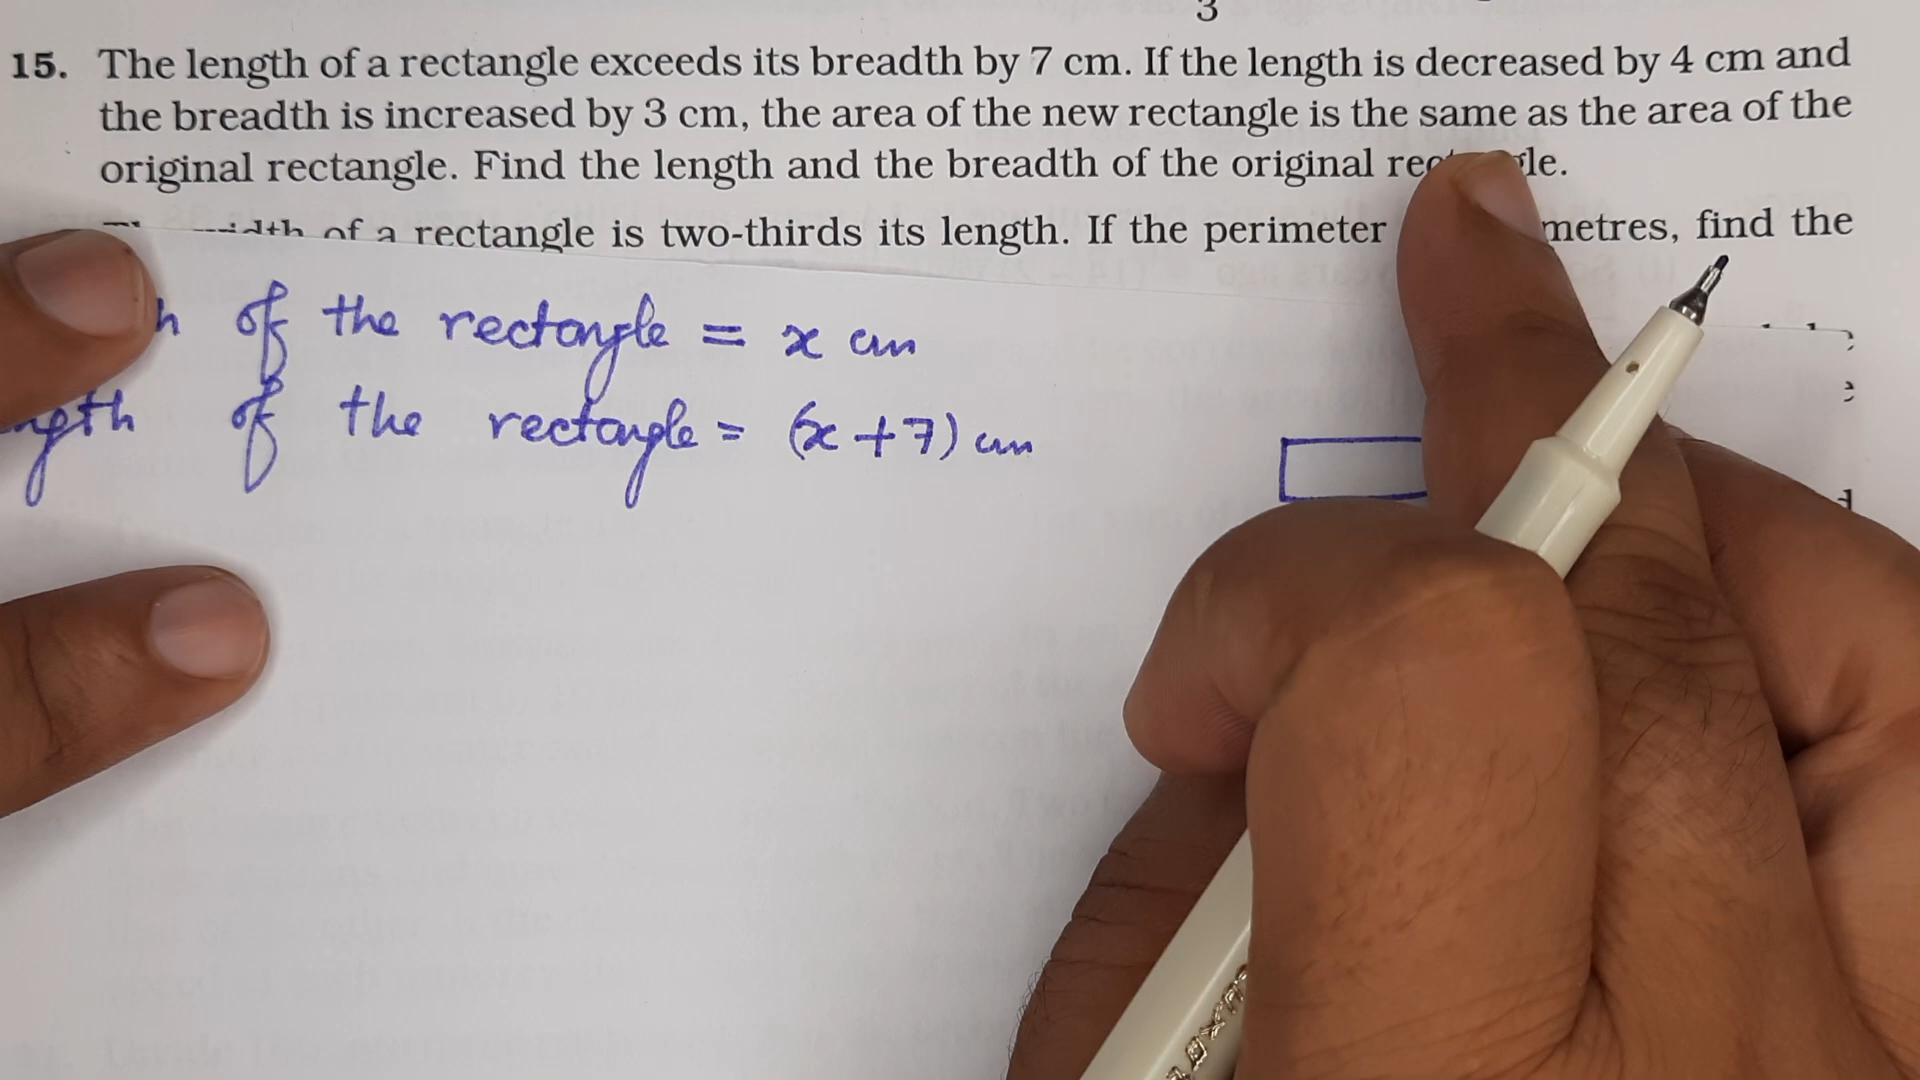 3
15. The length of a rectangle exceeds its breadth by 7 cm. If the length is decreased by 4 cm and
the breadth is increased by 3 cm, the area of the new rectangle is the same as the area of the
original rectangle. Find the length and the breadth of the original rec gle.
of a rectangle is two-thirds its length. If the perimeter metres, find the
h of the rectangle = x cm
ngth of the rectangle = (x+7) cm